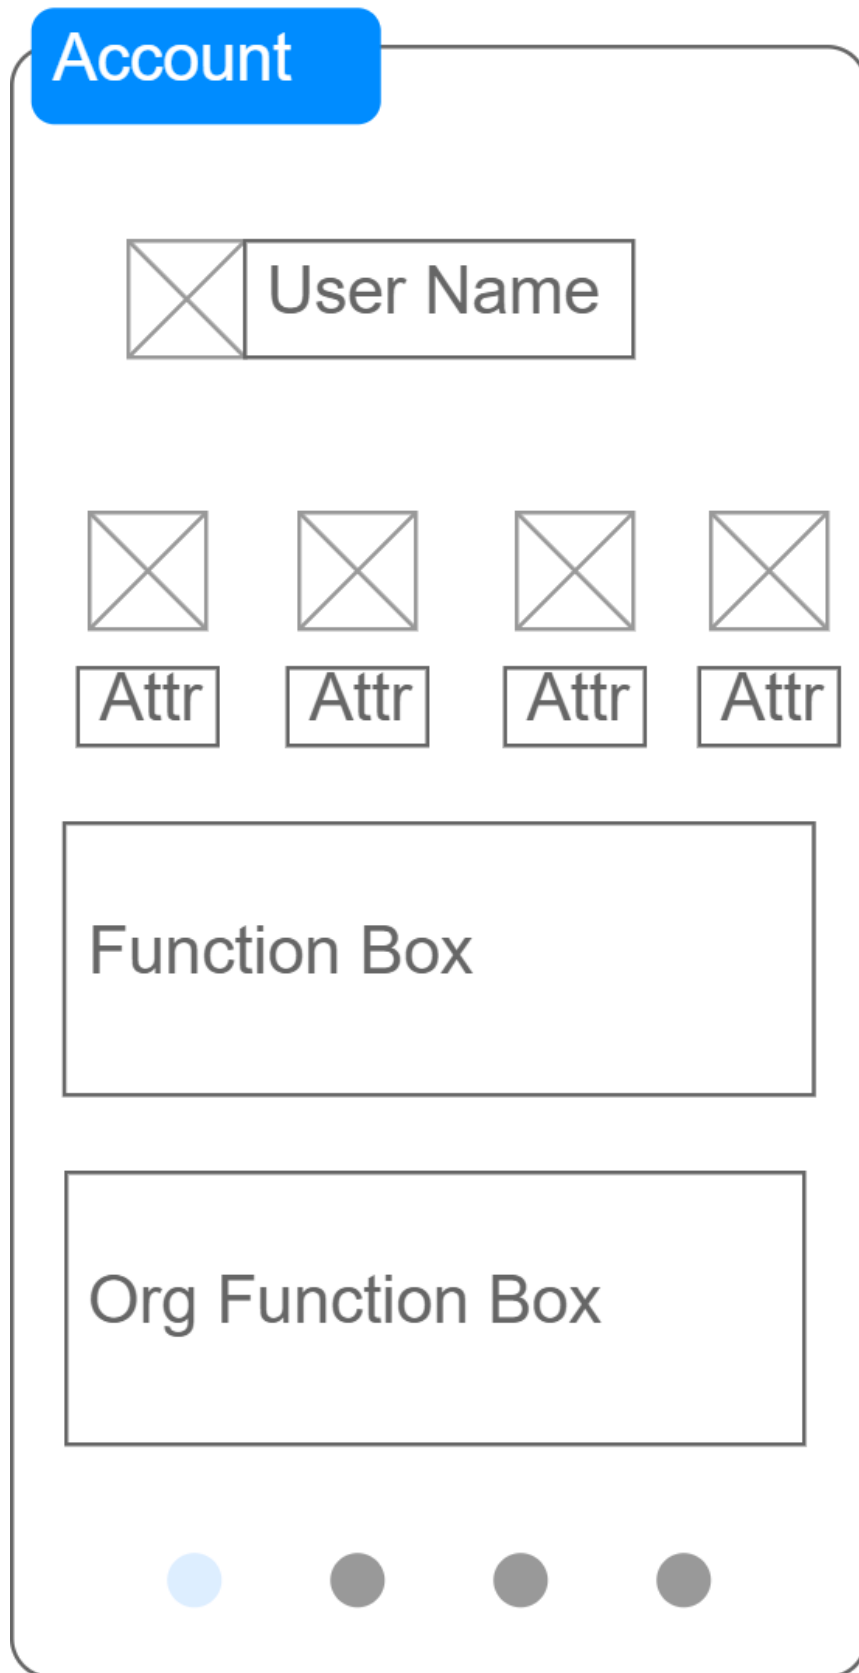 Account
User Name
Attr Attr Attr Attr
Function Box
Org Function Box